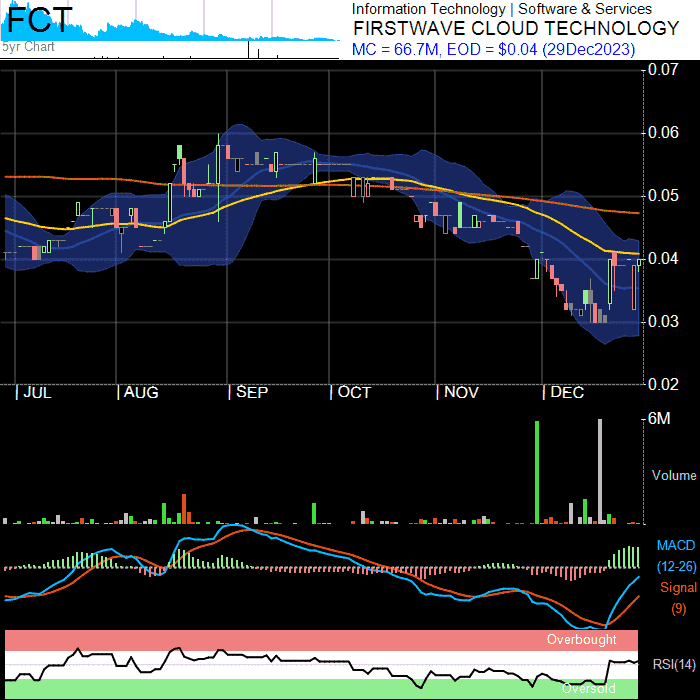 FCT
5yr Chart
Information Technology | Software & Services
FIRSTWAVE CLOUD TECHNOLOGY
MC = 66.7M, EOD = $0.04 (29Dec2023)
0.07
0.06
0.05
0.04
0.03
0.02
| JUL | AUG | SEP | OCT | NOV | DEC
6M
Volume
MACD
(12-26)
Signal
(9)
Overbought
RSI(14)
Oversold